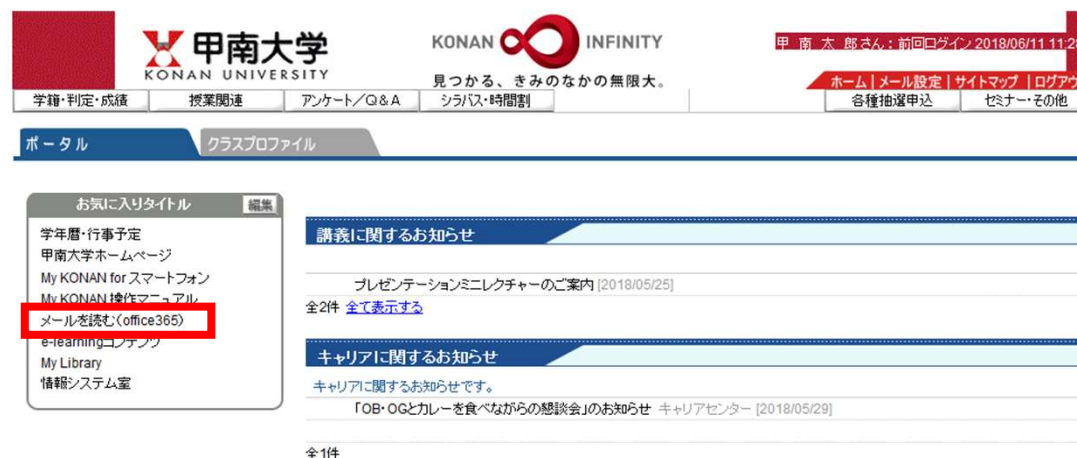 甲南大学
KONAN UNIVERSITY
KONAN INFINITY
見つかる、きみのなかの無限大。
甲 南 太 郎さん:前回ログイン 2018/06/11 11:2
ホーム | メール設定 | サイトマップ | ログアウ
学籍・判定・成績 授業関連 アンケート/Q&A シラバス・時間割 各種抽選申込 セミナー・その他
ポータル クラスプロファイル
お気に入りタイトル 編集
学年暦・行事予定
甲南大学ホームページ
My KONAN for スマートフォン
My KONAN 操作マニュアル
メールを読む(office365)
e-learningコンテンツ
My Library
情報システム室
講義に関するお知らせ
プレゼンテーションミニレクチャーのご案内 [2018/05/25]
全2件 全て表示する
キャリアに関するお知らせ
キャリアに関するお知らせです。
「OB・OGとカレーを食べながらの懇談会」のお知らせ キャリアセンター [2018/05/29]
全1件